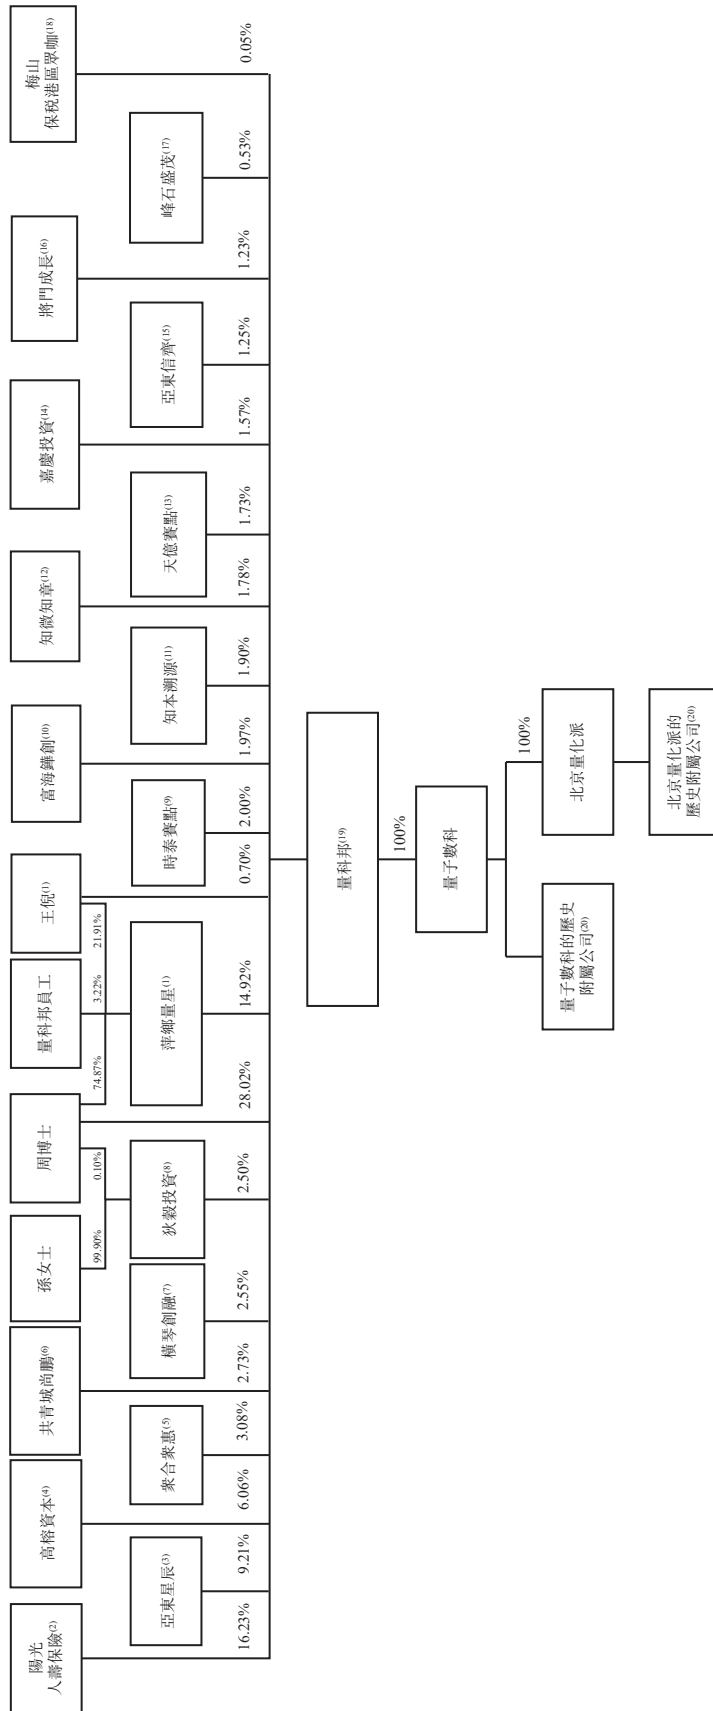 陽光
人壽保險(2)
高榕資本(4)
共青城尚鵬(6)
孫女士
周博士
量科邦員工
王倪(1)
富海鏵創(10)
知微知章(12)
嘉慶投資(14)
將門成長(16)
梅山
保税港區眾咖(18)
99.90%
0.10%
74.87%
3.22%
21.91%
亞東星辰(3)
衆合衆惠(5)
橫琴創融(7)
狄穀投資(8)
萍鄉量星(1)
時泰賽點(9)
知本溯源(11)
天億賽點(13)
亞東信齊(15)
峰石盛茂(17)
16.23%
9.21%
6.06%
3.08%
2.73%
2.55%
2.50%
28.02%
14.92%
0.70%
2.00%
1.97%
1.90%
1.78%
1.73%
1.57%
1.25%
1.23%
0.53%
0.05%
量科邦(19)
100%
量子數科
100%
量子數科的歷史
附屬公司(20)
北京量化派
北京量化派的
歷史附屬公司(20)